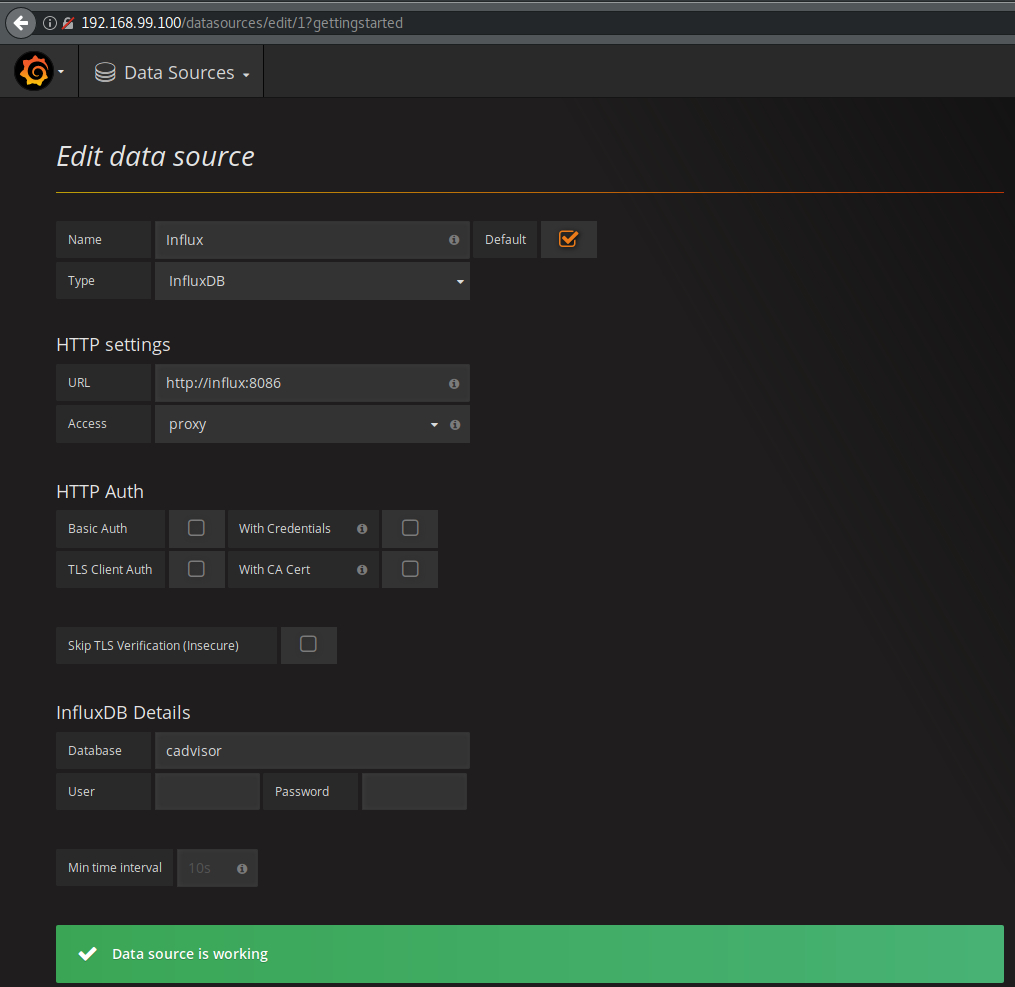 192.168.99.100/datasources/edit/1?gettingstarted
Data Sources
Edit data source
Name Influx Default
Type InfluxDB
HTTP settings
URL http://influx:8086
Access proxy
HTTP Auth
Basic Auth With Credentials
TLS Client Auth With CA Cert
Skip TLS Verification (Insecure)
InfluxDB Details
Database cadvisor
User Password
Min time interval 10s
Data source is working